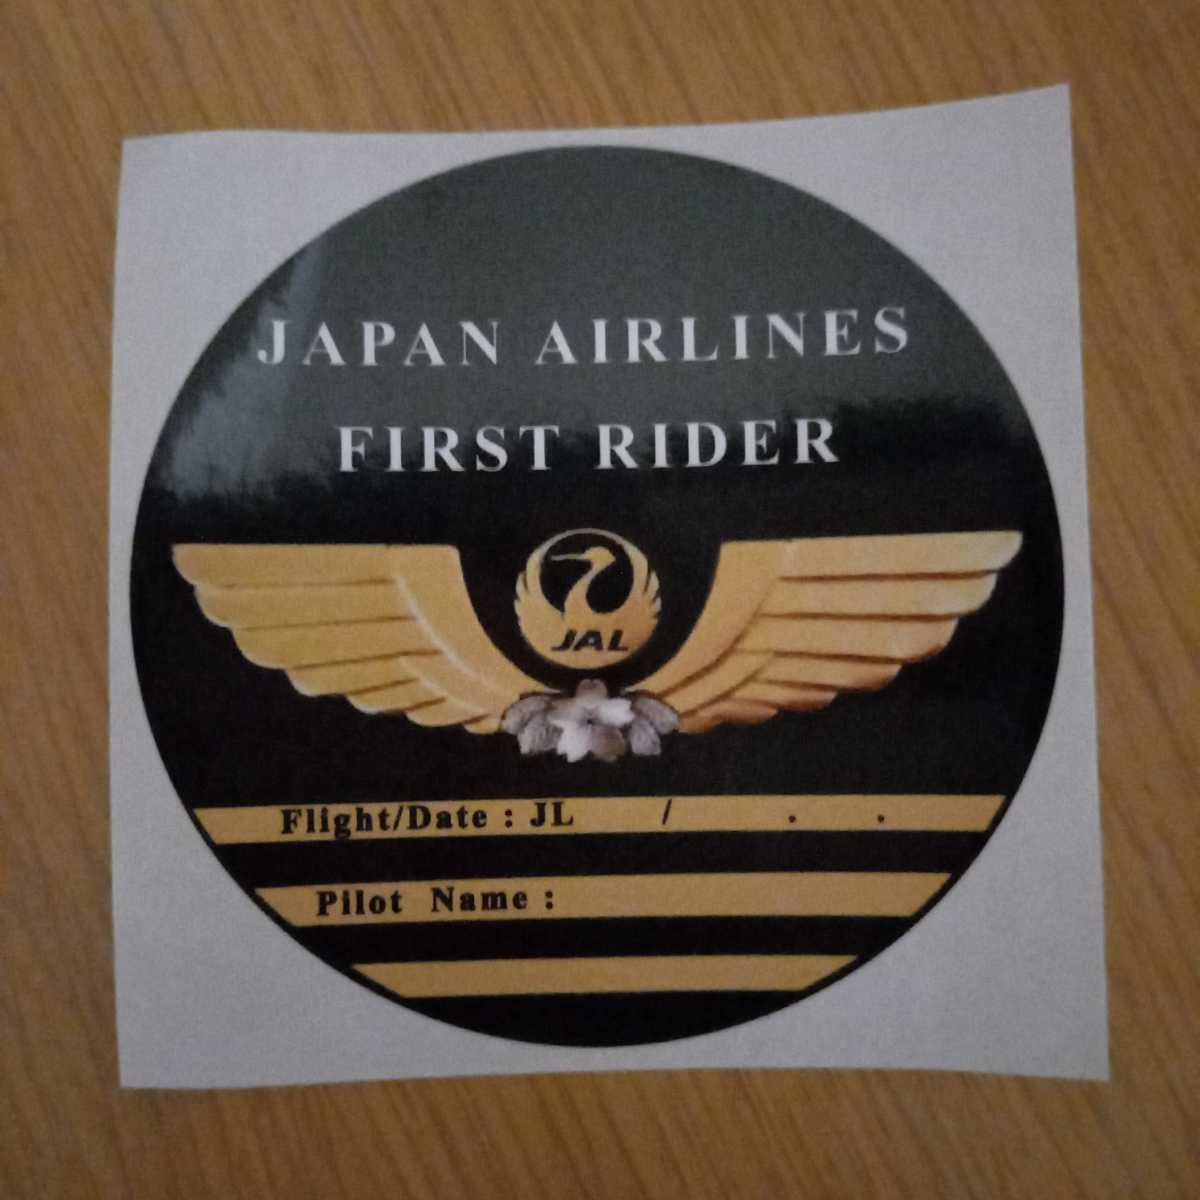 JAPAN AIRLINES
FIRST RIDER
JAL
Flight/Date : JL / . .
Pilot Name :